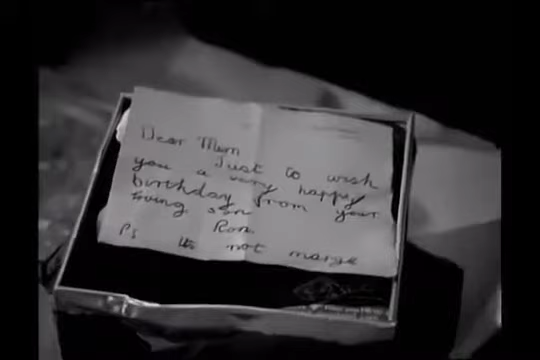 Dear Mum
Just to wish
you a very happy
birthday from your
loving son
Ron.
Ps its not marge